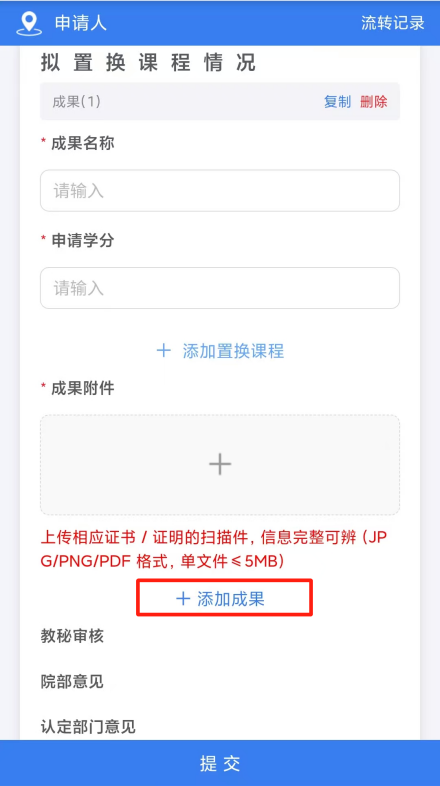 申请人 流转记录
拟置换课程情况
成果(1) 复制 删除
* 成果名称
请输入
* 申请学分
请输入
+ 添加置换课程
* 成果附件
+
上传相应证书 / 证明的扫描件, 信息完整可辨 (JP
G/PNG/PDF 格式, 单文件≤5MB)
+ 添加成果
教秘审核
院部意见
认定部门意见
提交